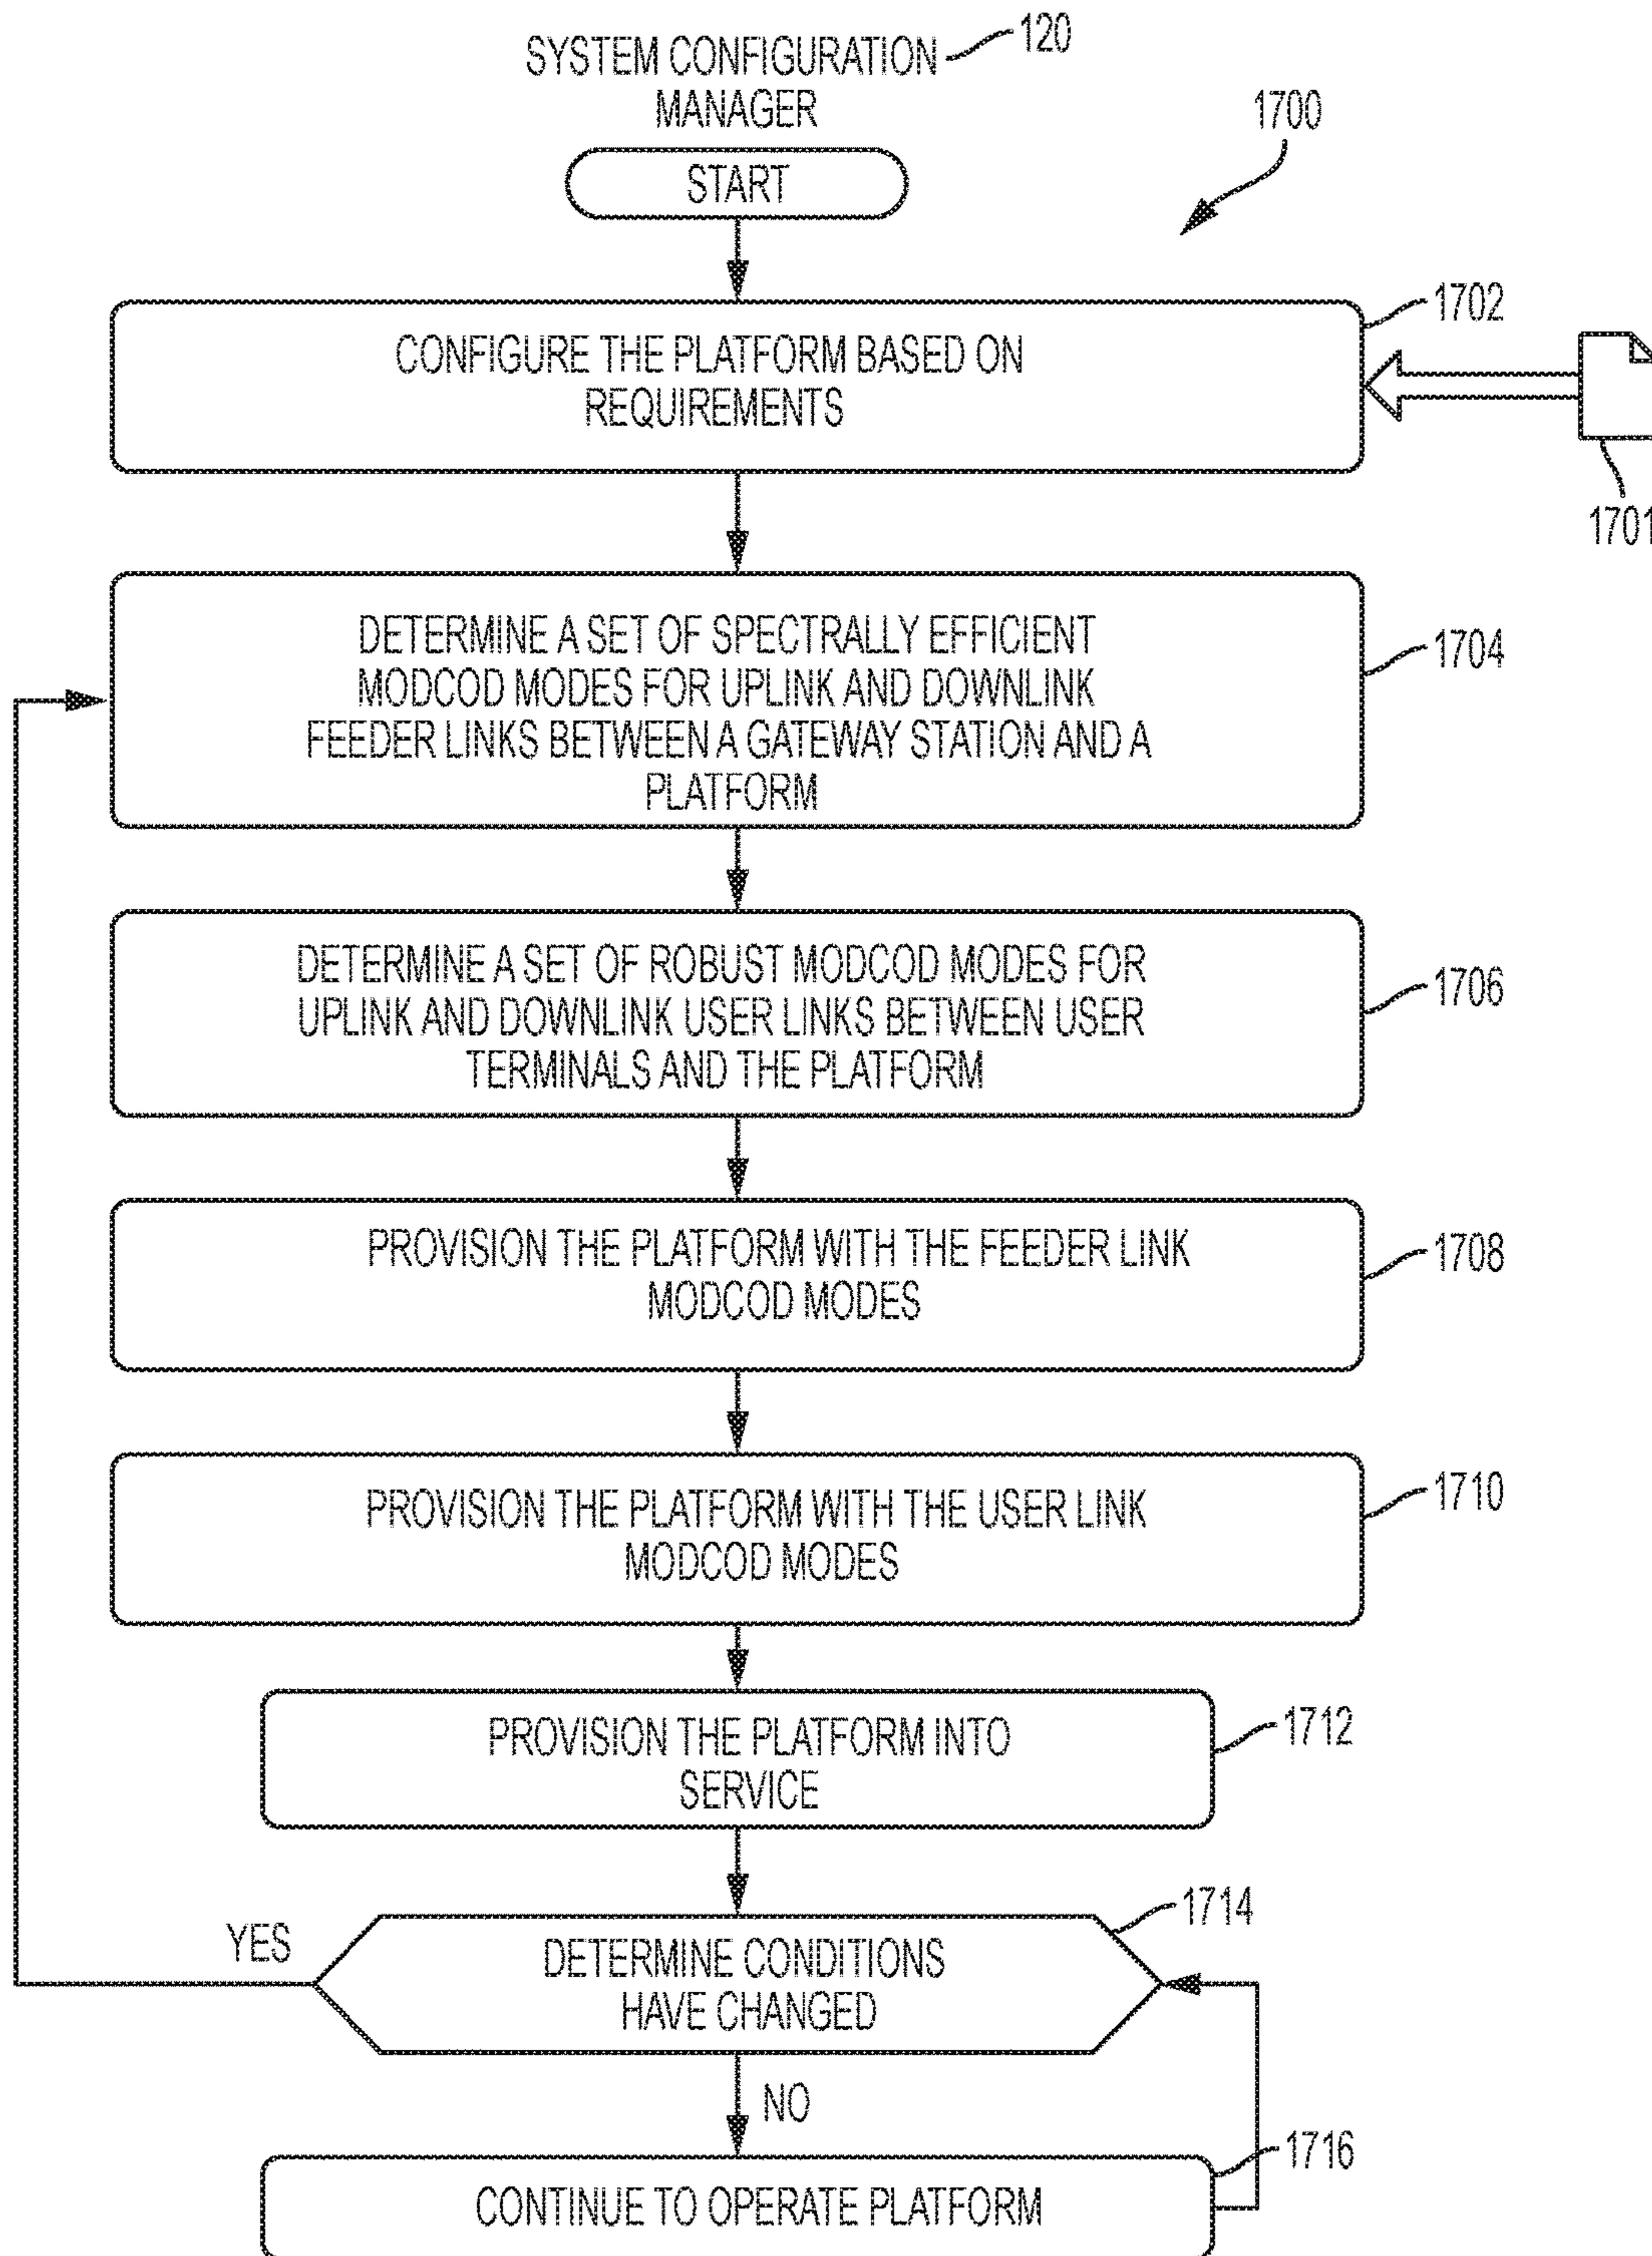 SYSTEM CONFIGURATION 120
MANAGER
1700
START
1702
CONFIGURE THE PLATFORM BASED ON
REQUIREMENTS
1701
DETERMINE A SET OF SPECTRALLY EFFICIENT
MODCOD MODES FOR UPLINK AND DOWNLINK
FEEDER LINKS BETWEEN A GATEWAY STATION AND A
PLATFORM
1704
DETERMINE A SET OF ROBUST MODCOD MODES FOR
UPLINK AND DOWNLINK USER LINKS BETWEEN USER
TERMINALS AND THE PLATFORM
1706
PROVISION THE PLATFORM WITH THE FEEDER LINK
MODCOD MODES
1708
PROVISION THE PLATFORM WITH THE USER LINK
MODCOD MODES
1710
PROVISION THE PLATFORM INTO
SERVICE
1712
1714
YES
DETERMINE CONDITIONS
HAVE CHANGED
NO
1716
CONTINUE TO OPERATE PLATFORM